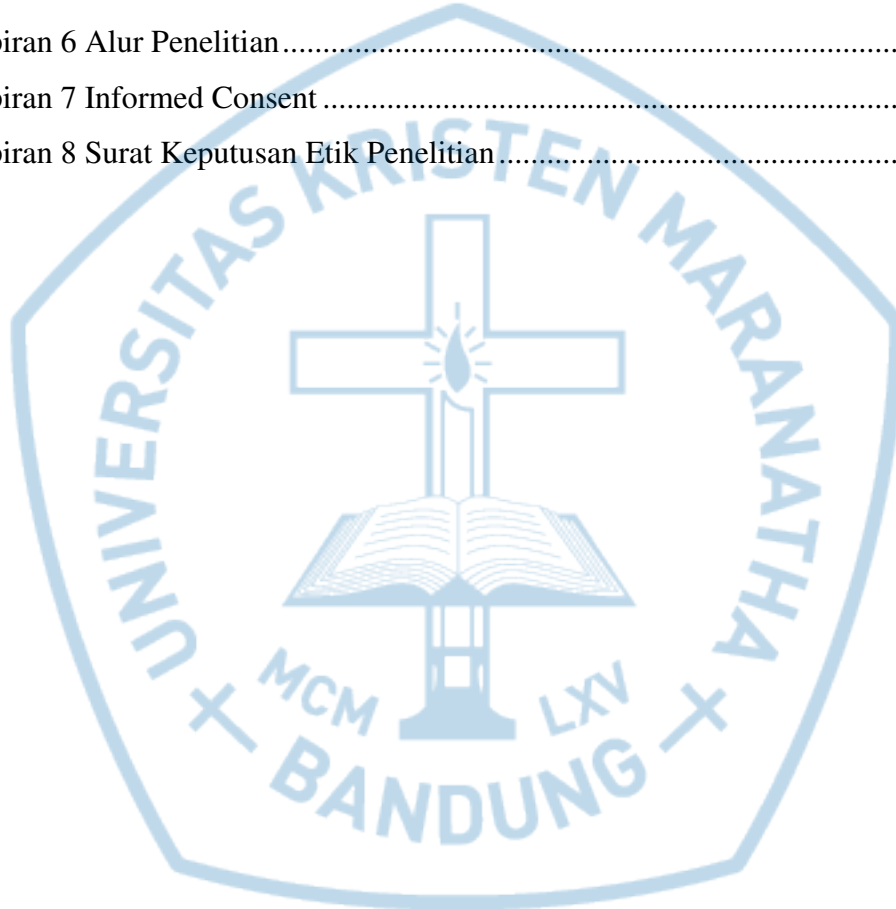 piran 6 Alur Penelitian
piran 7 Informed Consent
piran 8 Surat Keputusan Etik Penelitian
UNIVERSITAS KRISTEN MARANATHA
MCM LXV
BANDUNG